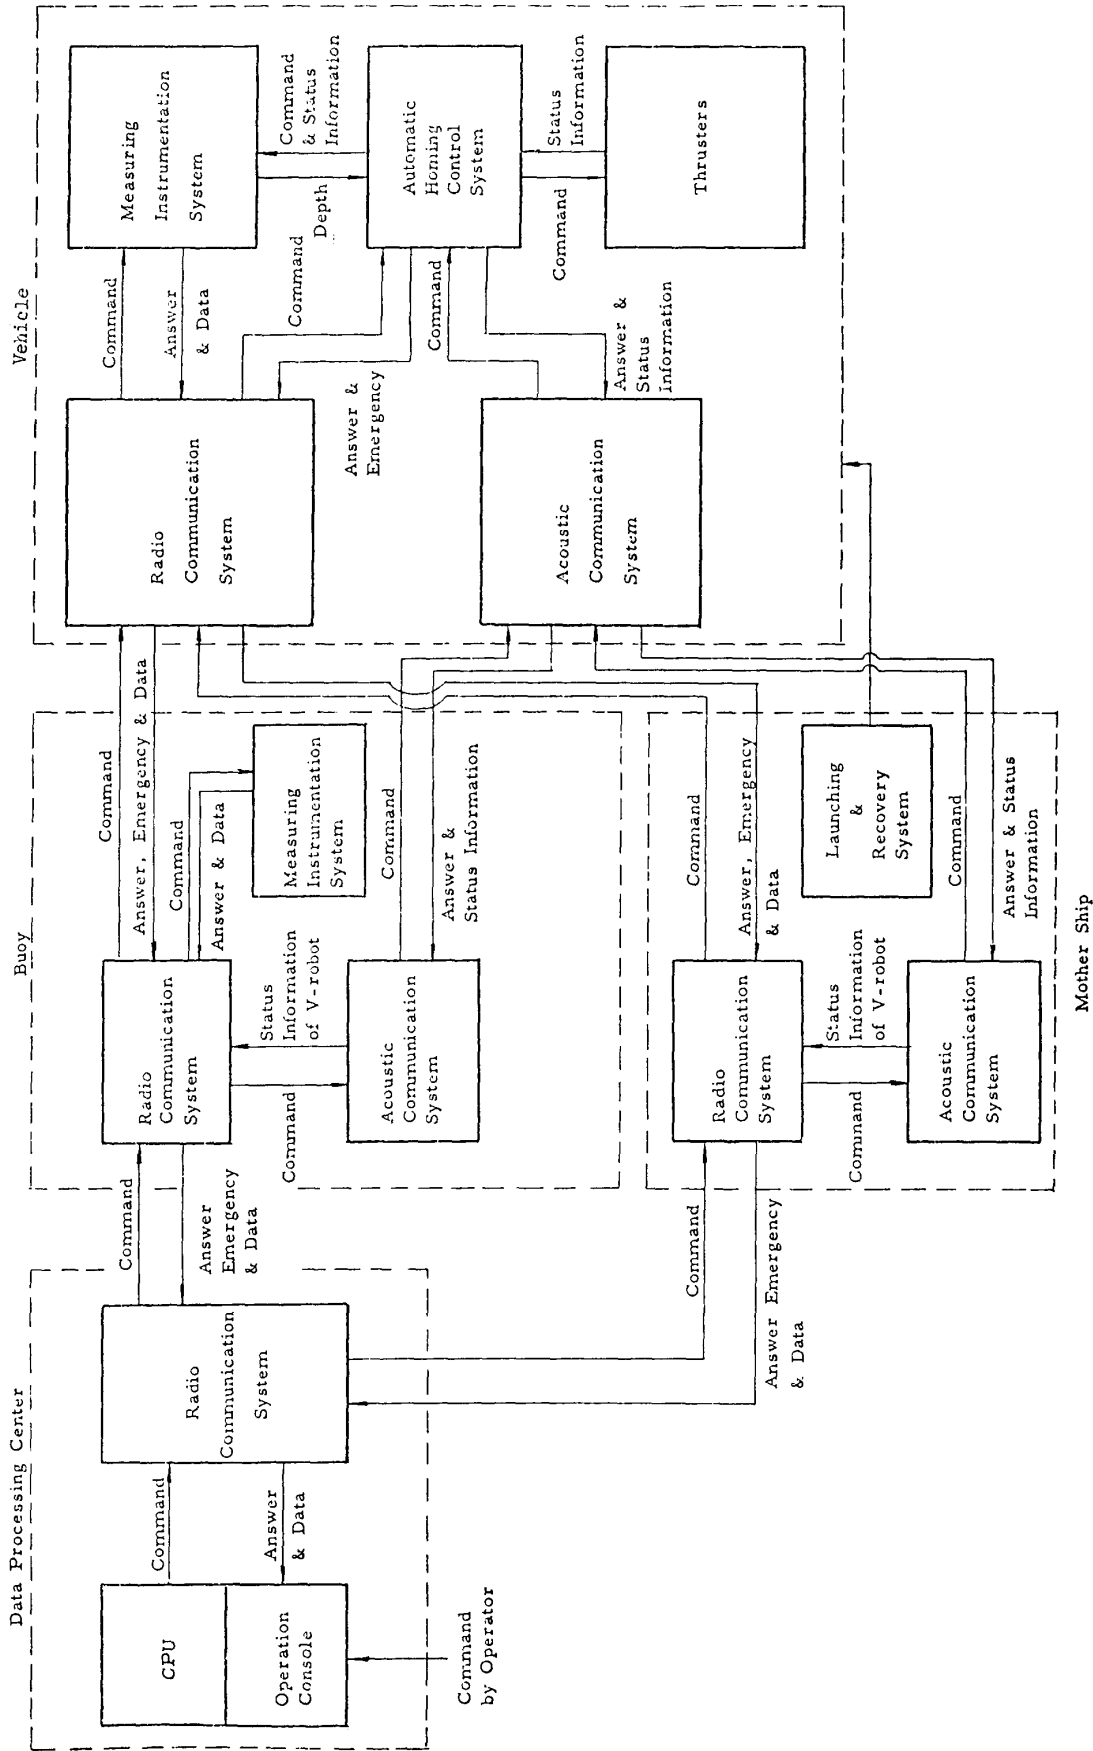 Data Processing Center
CPU
Operation
Console
Command
by Operator
Command
Answer
& Data
Radio
Communication
System
Command
Answer
Emergency
& Data
Command
Answer Emergency
& Data
Buoy
Radio
Communication
System
Command
Status
Information
of V-robot
Acoustic
Communication
System
Command
Answer, Emergency & Data
Command
Answer & Data
Measuring
Instrumentation
System
Command
Answer &
Status Information
Mother Ship
Radio
Communication
System
Command
Status
Information
of V-robot
Acoustic
Communication
System
Command
Answer, Emergency
& Data
Launching
&
Recovery
System
Command
Answer & Status
Information
Vehicle
Radio
Communication
System
Acoustic
Communication
System
Command
Answer
& Data
Command
Answer &
Emergency
Command
Answer &
Status
Information
Measuring
Instrumentation
System
Depth
Command
& Status
Information
Automatic
Homing
Control
System
Command
Status
Information
Thrusters